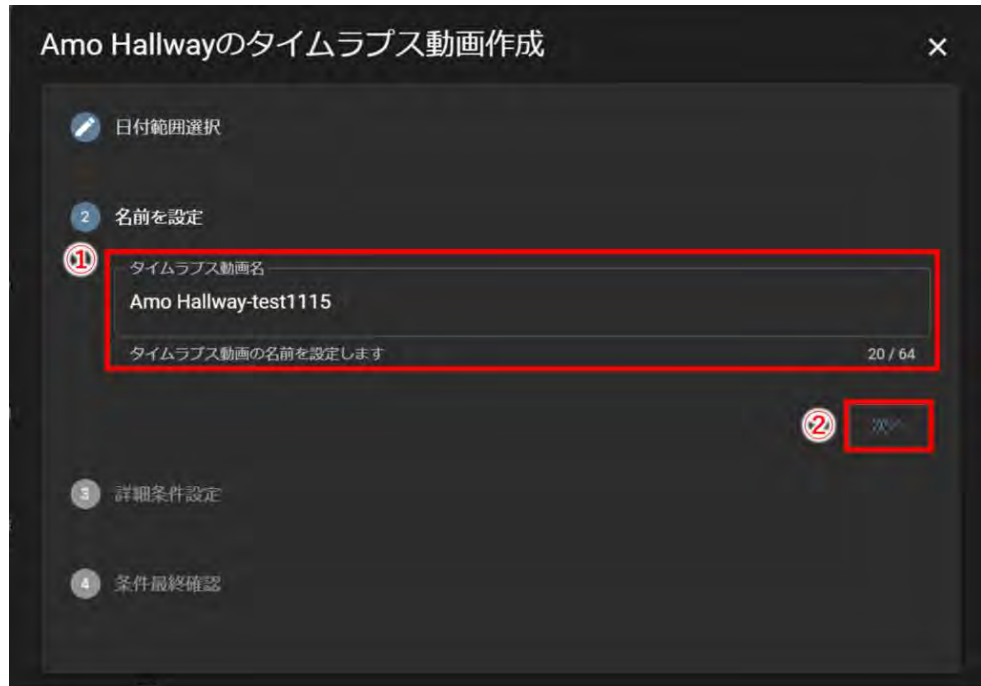 Amo Hallwayのタイムラプス動画作成
×
日付範囲選択
2 名前を設定
①
タイムラプス動画名
Amo Hallway-test1115
タイムラプス動画の名前を設定します 20 / 64
② 次へ
3 詳細条件設定
4 条件最終確認